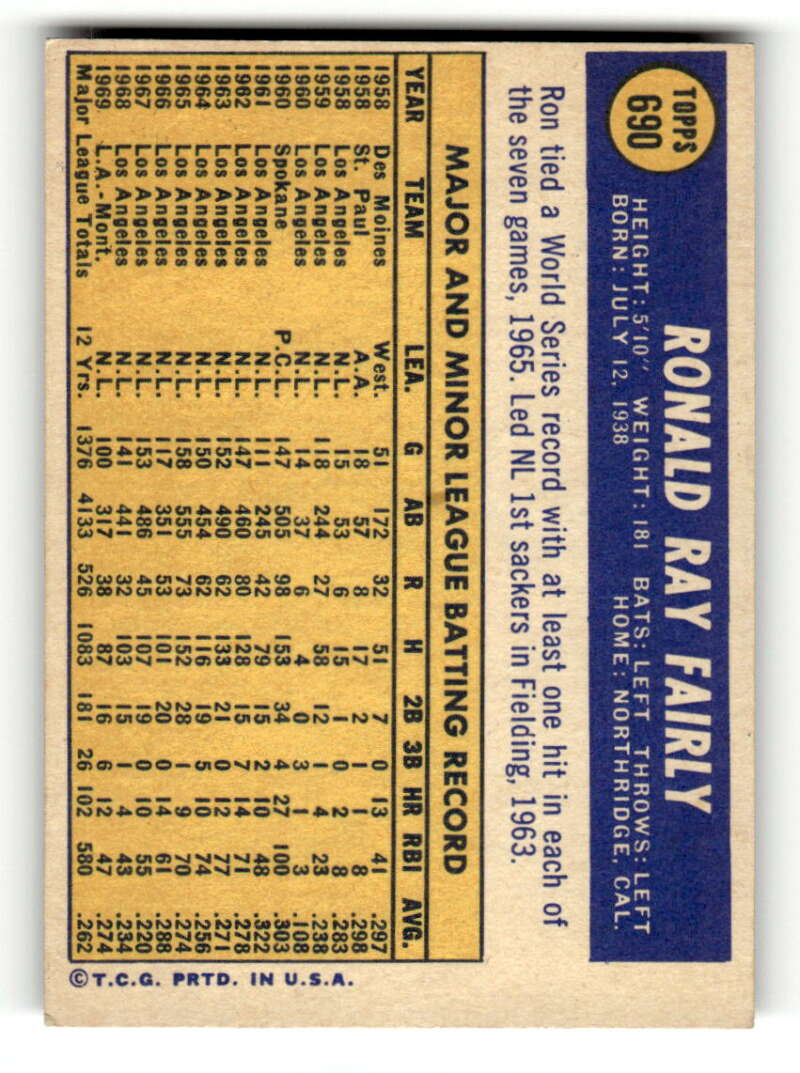 TOPPS
690
RONALD RAY FAIRLY
HEIGHT: 5'10" WEIGHT: 181 BATS: LEFT THROWS: LEFT
BORN: JULY 12, 1938 HOME: NORTHRIDGE, CAL.
Ron tied a World Series record with at least one hit in each of
the seven games, 1965. Led NL 1st sackers in Fielding, 1963.
MAJOR AND MINOR LEAGUE BATTING RECORD
YEAR TEAM LEA. G AB R H 2B 3B HR RBI AVG.
1958 Des Moines West. 51 172 32 51 7 0 13 41 .297
1958 St. Paul A.A. 18 57 8 17 2 1 1 8 .298
1958 Los Angeles N.L. 15 53 6 15 1 0 2 8 .283
1959 Los Angeles N.L. 118 244 27 58 12 1 4 23 .238
1960 Los Angeles N.L. 14 37 6 4 0 3 1 3 .108
1960 Spokane P.C.L. 147 505 98 153 34 4 27 100 .303
1961 Los Angeles N.L. 111 245 42 79 15 2 10 48 .322
1962 Los Angeles N.L. 147 460 80 128 15 7 14 71 .278
1963 Los Angeles N.L. 152 490 62 133 21 0 12 77 .271
1964 Los Angeles N.L. 150 454 62 116 19 5 10 74 .256
1965 Los Angeles N.L. 158 555 73 152 28 1 9 70 .274
1966 Los Angeles N.L. 117 351 53 101 20 0 14 61 .288
1967 Los Angeles N.L. 153 486 45 107 19 0 10 55 .220
1968 Los Angeles N.L. 141 441 32 103 15 1 4 43 .234
1969 L.A.-Mont. N.L. 100 317 38 87 16 6 12 47 .274
Major League Totals 12 Yrs. 1376 4133 526 1083 181 26 102 580 .262
©T.C.G. PRTD. IN U.S.A.